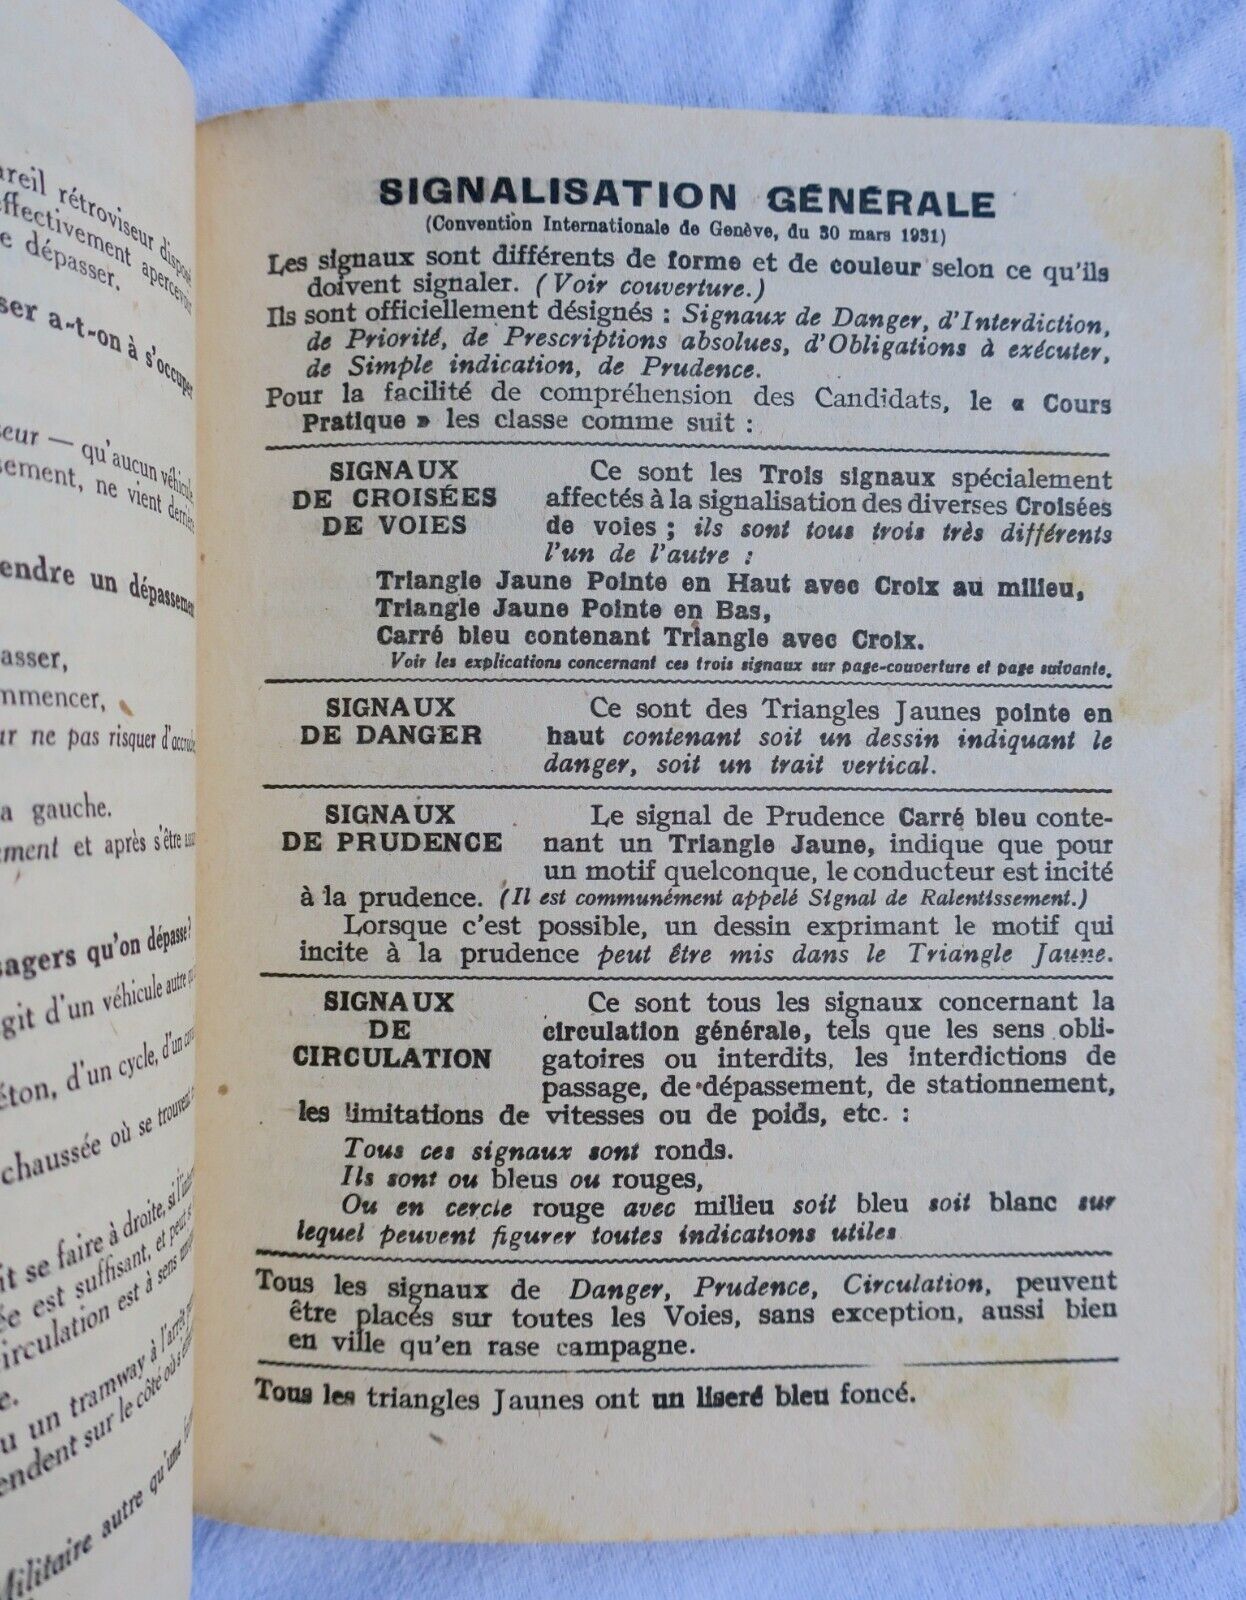 areil rétroviseur disposé
effectivement apercevoir
e dépasser.
ser a-t-on à s'occuper
seur — qu'aucun véhicule
sement, ne vient derrière
endre un dépassement
asser,
ommencer,
ur ne pas risquer d'accrocher
a gauche.
ement et après s'être
sagers qu'on dépasse?
git d'un véhicule autre
éton, d'un cycle, d'un
chaussée où se trouvent
it se faire à droite, si
ée est suffisant, et peut
irculation est à sens
e.
u un tramway à l'arrêt
endent sur le côté où
Militaire autre qu'une
SIGNALISATION GÉNÉRALE
(Convention Internationale de Genève, du 30 mars 1931)
Les signaux sont différents de forme et de couleur selon ce qu'ils
doivent signaler. (Voir couverture.)
Ils sont officiellement désignés : Signaux de Danger, d'Interdiction,
de Priorité, de Prescriptions absolues, d'Obligations à exécuter,
de Simple indication, de Prudence.
Pour la facilité de compréhension des Candidats, le « Cours
Pratique » les classe comme suit :
SIGNAUX
DE CROISÉES
DE VOIES
Ce sont les Trois signaux spécialement
affectés à la signalisation des diverses Croisées
de voies ; ils sont tous trois très différents
l'un de l'autre :
Triangle Jaune Pointe en Haut avec Croix au milieu,
Triangle Jaune Pointe en Bas,
Carré bleu contenant Triangle avec Croix.
Voir les explications concernant ces trois signaux sur page-couverture et page suivante.
SIGNAUX
DE DANGER
Ce sont des Triangles Jaunes pointe en
haut contenant soit un dessin indiquant le
danger, soit un trait vertical.
SIGNAUX
DE PRUDENCE
Le signal de Prudence Carré bleu conte-
nant un Triangle Jaune, indique que pour
un motif quelconque, le conducteur est incité
à la prudence. (Il est communément appelé Signal de Ralentissement.)
Lorsque c'est possible, un dessin exprimant le motif qui
incite à la prudence peut être mis dans le Triangle Jaune.
SIGNAUX
DE
CIRCULATION
Ce sont tous les signaux concernant la
circulation générale, tels que les sens obli-
gatoires ou interdits, les interdictions de
passage, de dépassement, de stationnement,
les limitations de vitesses ou de poids, etc. :
Tous ces signaux sont ronds.
Ils sont ou bleus ou rouges,
Ou en cercle rouge avec milieu soit bleu soit blanc sur
lequel peuvent figurer toutes indications utiles
Tous les signaux de Danger, Prudence, Circulation, peuvent
être placés sur toutes les Voies, sans exception, aussi bien
en ville qu'en rase campagne.
Tous les triangles Jaunes ont un liseré bleu foncé.